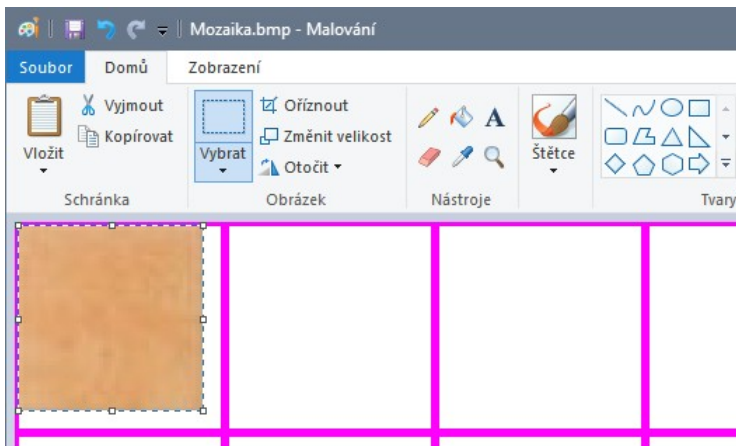 Mozaika.bmp - Malování
Soubor Domů Zobrazení
Vložit
Vyjmout
Kopírovat
Schránka
Vybrat
Oříznout
Změnit velikost
Otočit
Obrázek
A
Nástroje
Štětce
Tvary